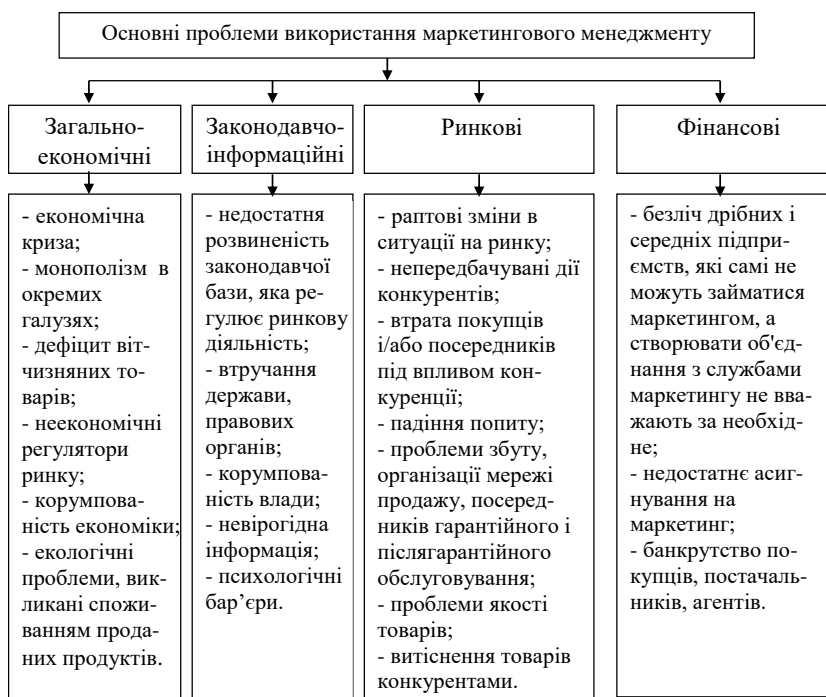 Основні проблеми використання маркетингового менеджменту
Загально-
економічні
- економічна
криза;
- монополізм в
окремих
галузях;
- дефіцит віт-
чизняних то-
варів;
- неекономічні
регулятори
ринку;
- корумпова-
ність економіки;
- екологічні
проблеми, вик-
ликані спожи-
ванням прода-
них продуктів.
Законодавчо-
інформаційні
- недостатня
розвиненість
законодавчої
бази, яка ре-
гулює ринкову
діяльність;
- втручання
держави,
правових
органів;
- корумпова-
ність влади;
- невірогідна
інформація;
- психологічні
бар’єри.
Ринкові
- раптові зміни в
ситуації на ринку;
- непередбачувані дії
конкурентів;
- втрата покупців
і/або посередників
під впливом кон-
куренції;
- падіння попиту;
- проблеми збуту,
організації мережі
продажу, посеред-
ників гарантійного і
післягарантійного
обслуговування;
- проблеми якості
товарів;
- витіснення товарів
конкурентами.
Фінансові
- безліч дрібних і
середніх підпри-
ємств, які самі не
можуть займатися
маркетингом, а
створювати об'єд-
нання з службами
маркетингу не вва-
жають за необхід-
не;
- недостатнє асиг-
нування на
маркетинг;
- банкрутство по-
купців, постачаль-
ників, агентів.